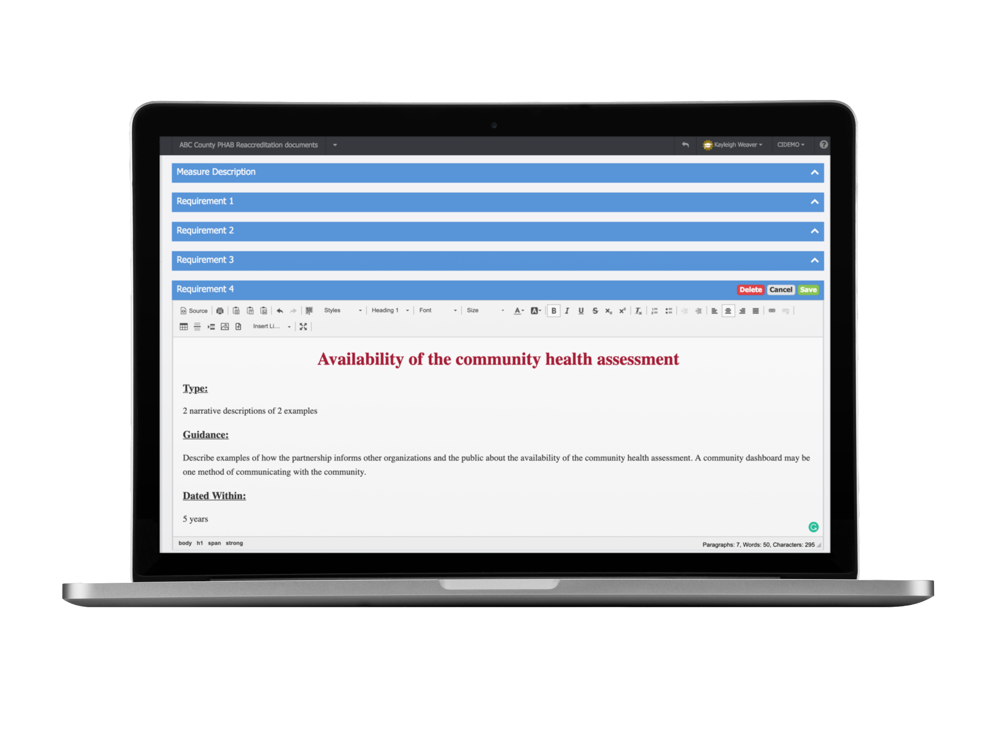 ABC County PHAB Reaccreditation documents
Kayleigh Weaver
CIDEMO
Measure Description
Requirement 1
Requirement 2
Requirement 3
Requirement 4
Delete Cancel Save
Source Styles Heading 1 Font Size
Insert Li...
Availability of the community health assessment
Type:
2 narrative descriptions of 2 examples
Guidance:
Describe examples of how the partnership informs other organizations and the public about the availability of the community health assessment. A community dashboard may be
one method of communicating with the community.
Dated Within:
5 years
body h1 span strong
Paragraphs: 7, Words: 50, Characters: 295